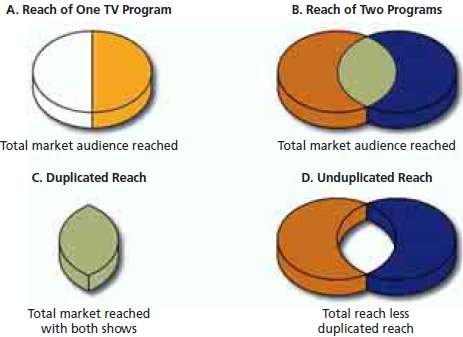 A. Reach of One TV Program
B. Reach of Two Programs
Total market audience reached
Total market audience reached
C. Duplicated Reach
D. Unduplicated Reach
Total market reached
with both shows
Total reach less
duplicated reach